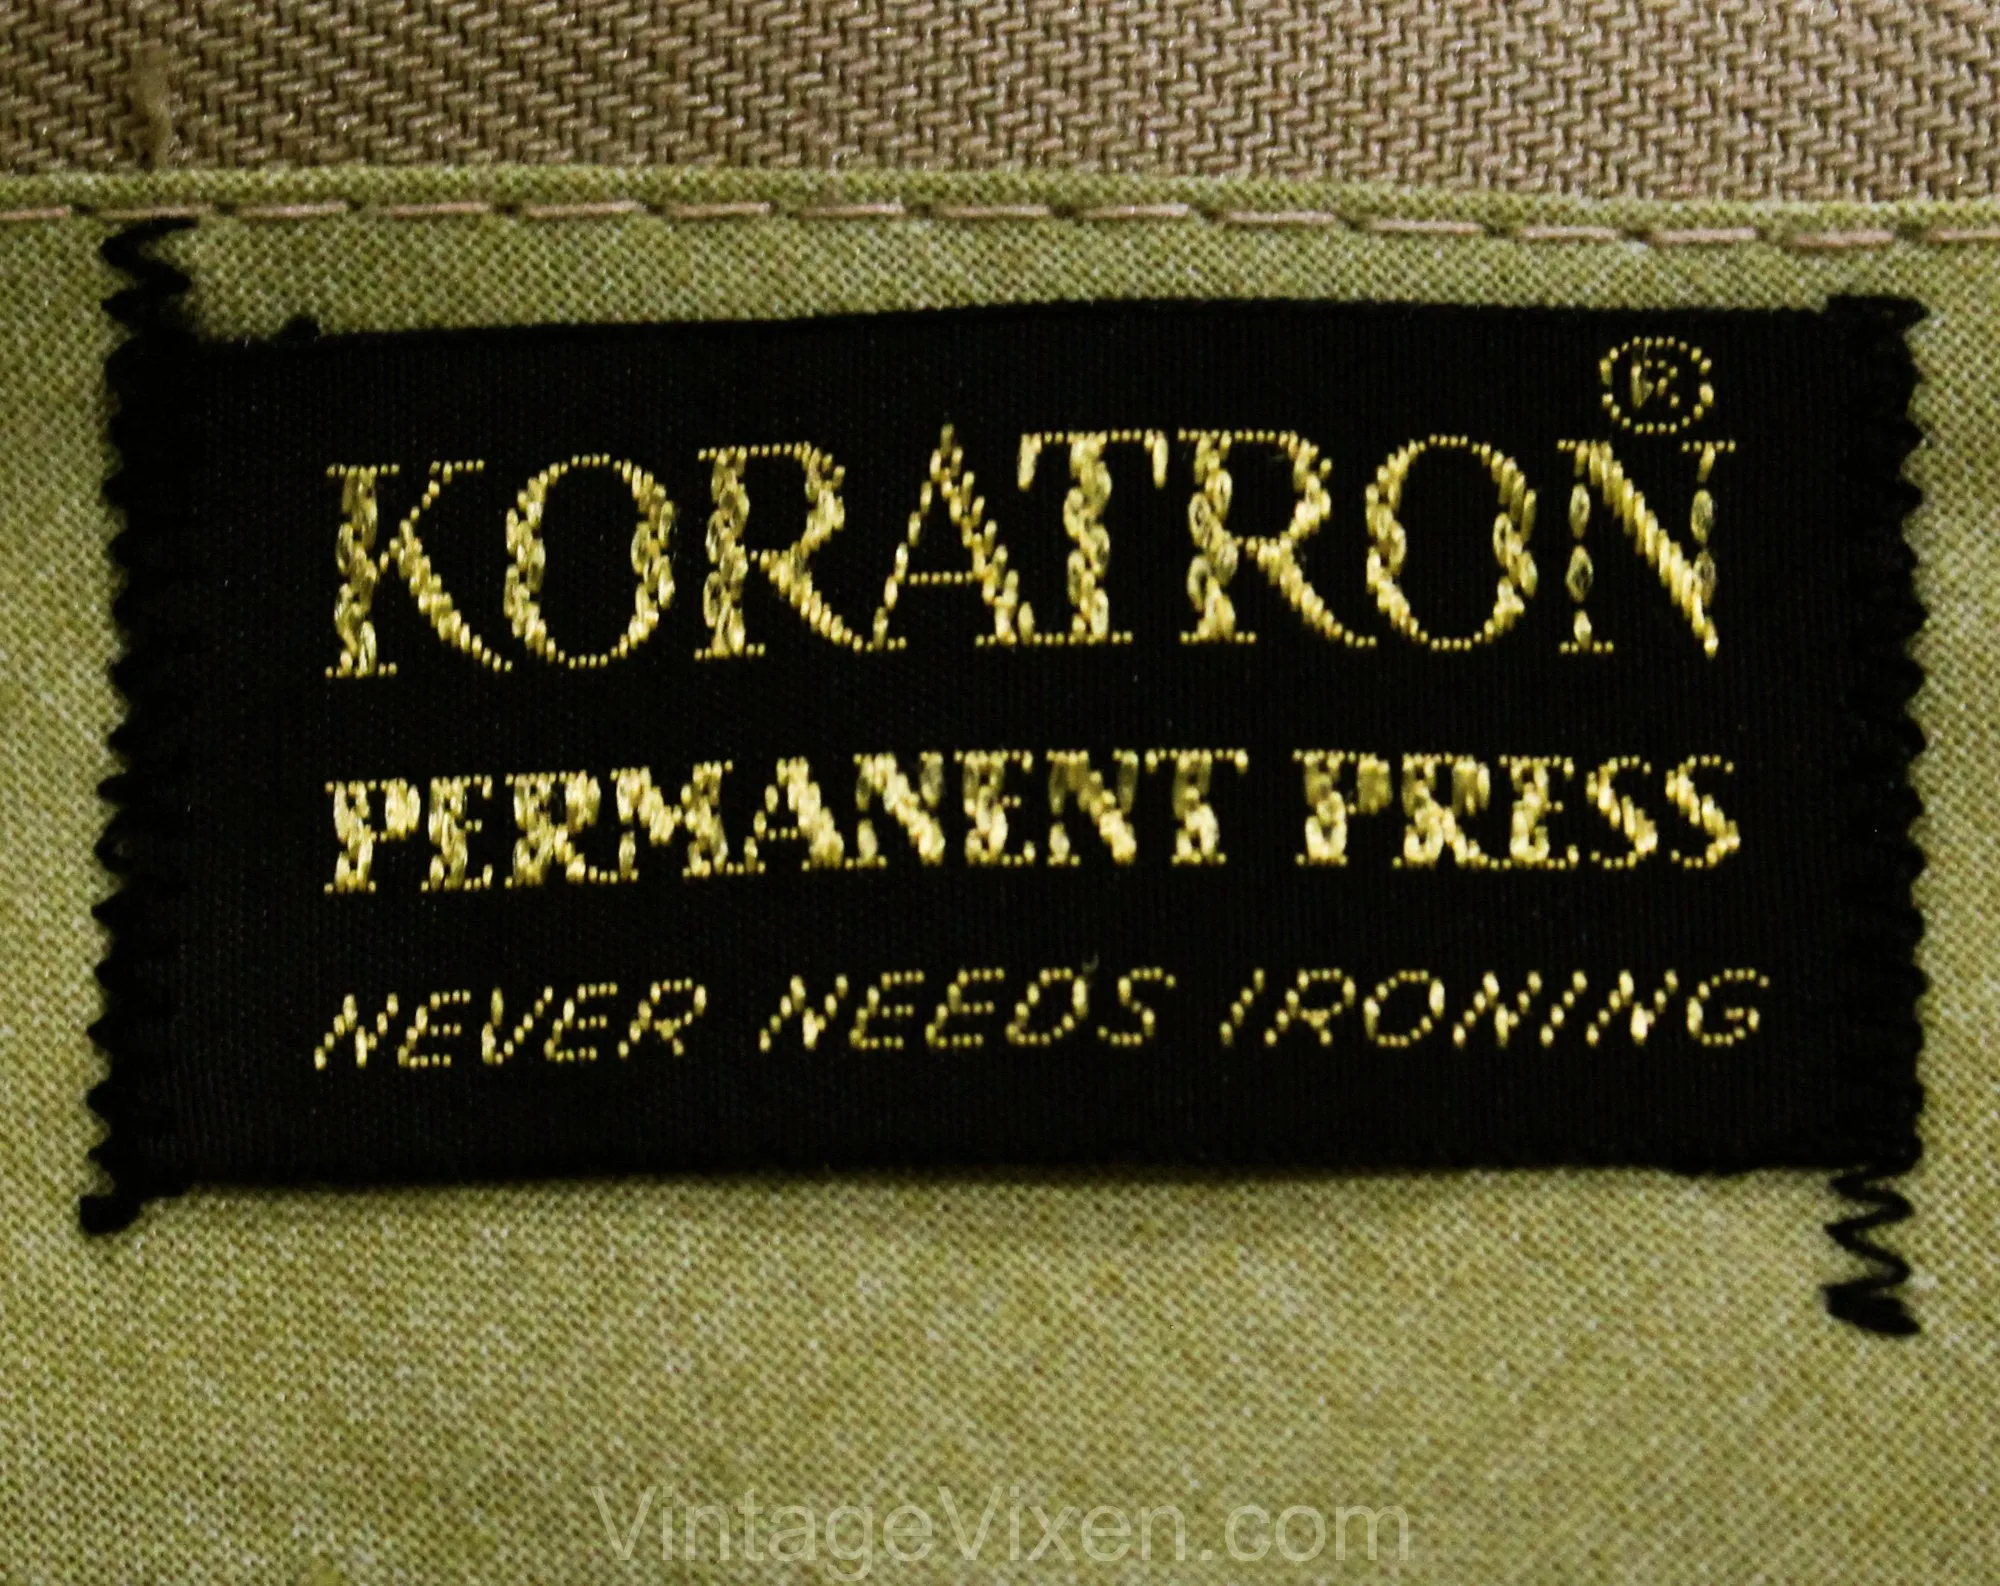 KORATRON®
PERMANENT PRESS
NEVER NEEDS IRONING
VintageVixen.com